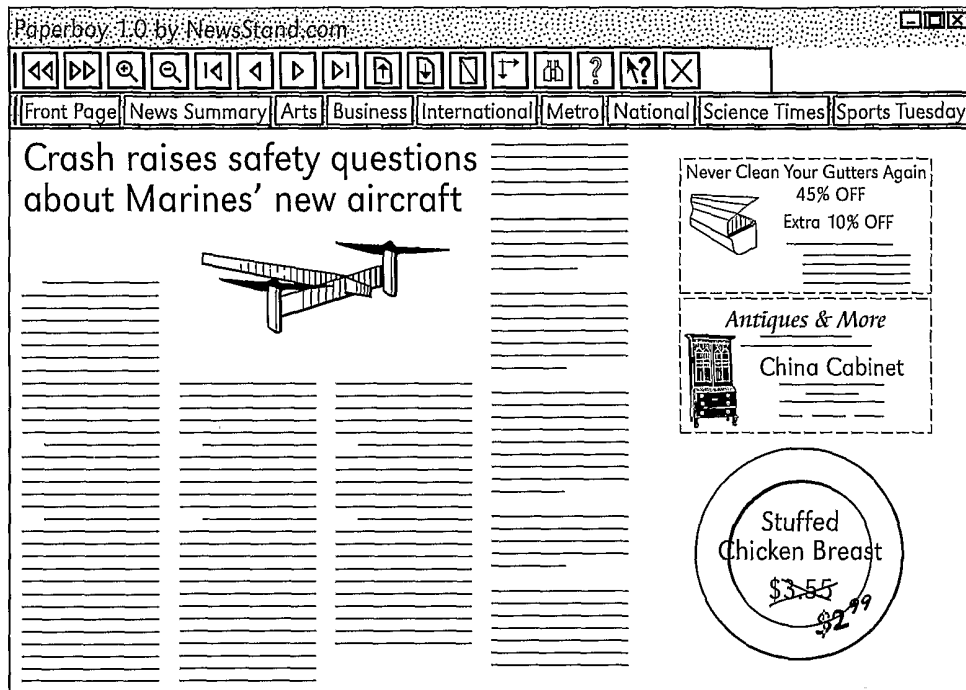 Paperboy 1.0 by NewsStand.com
Front Page News Summary Arts Business International Metro National Science Times Sports Tuesday
Crash raises safety questions
about Marines' new aircraft
Never Clean Your Gutters Again
45% OFF
Extra 10% OFF
Antiques & More
China Cabinet
Stuffed
Chicken Breast
$3.55
$2.99